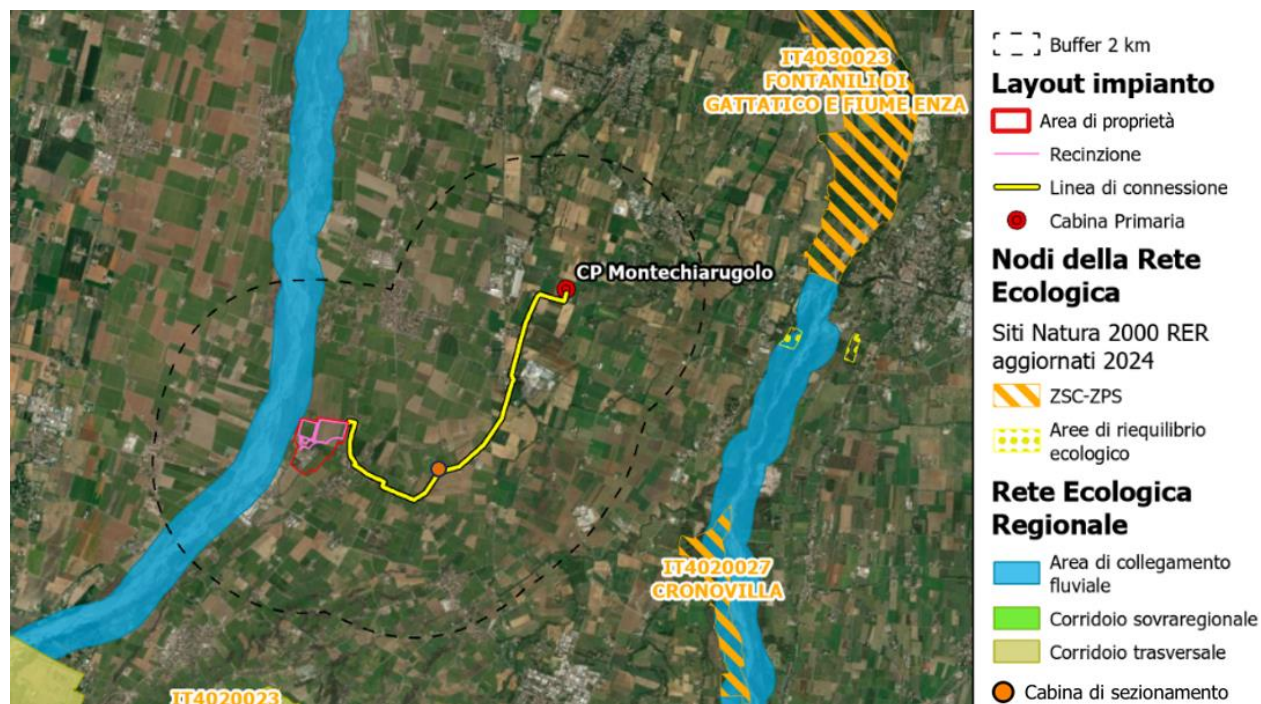 IT4030023
FONTANILI DI
GATTATICO E FIUME ENZA
CP Montechiarugolo
IT4020027
CRONOVILLA
IT4020023
Buffer 2 km
Layout impianto
Area di proprietà
Recinzione
Linea di connessione
Cabina Primaria
Nodi della Rete
Ecologica
Siti Natura 2000 RER
aggiornati 2024
ZSC-ZPS
Aree di riequilibrio
ecologico
Rete Ecologica
Regionale
Area di collegamento
fluviale
Corridoio sovraregionale
Corridoio trasversale
Cabina di sezionamento